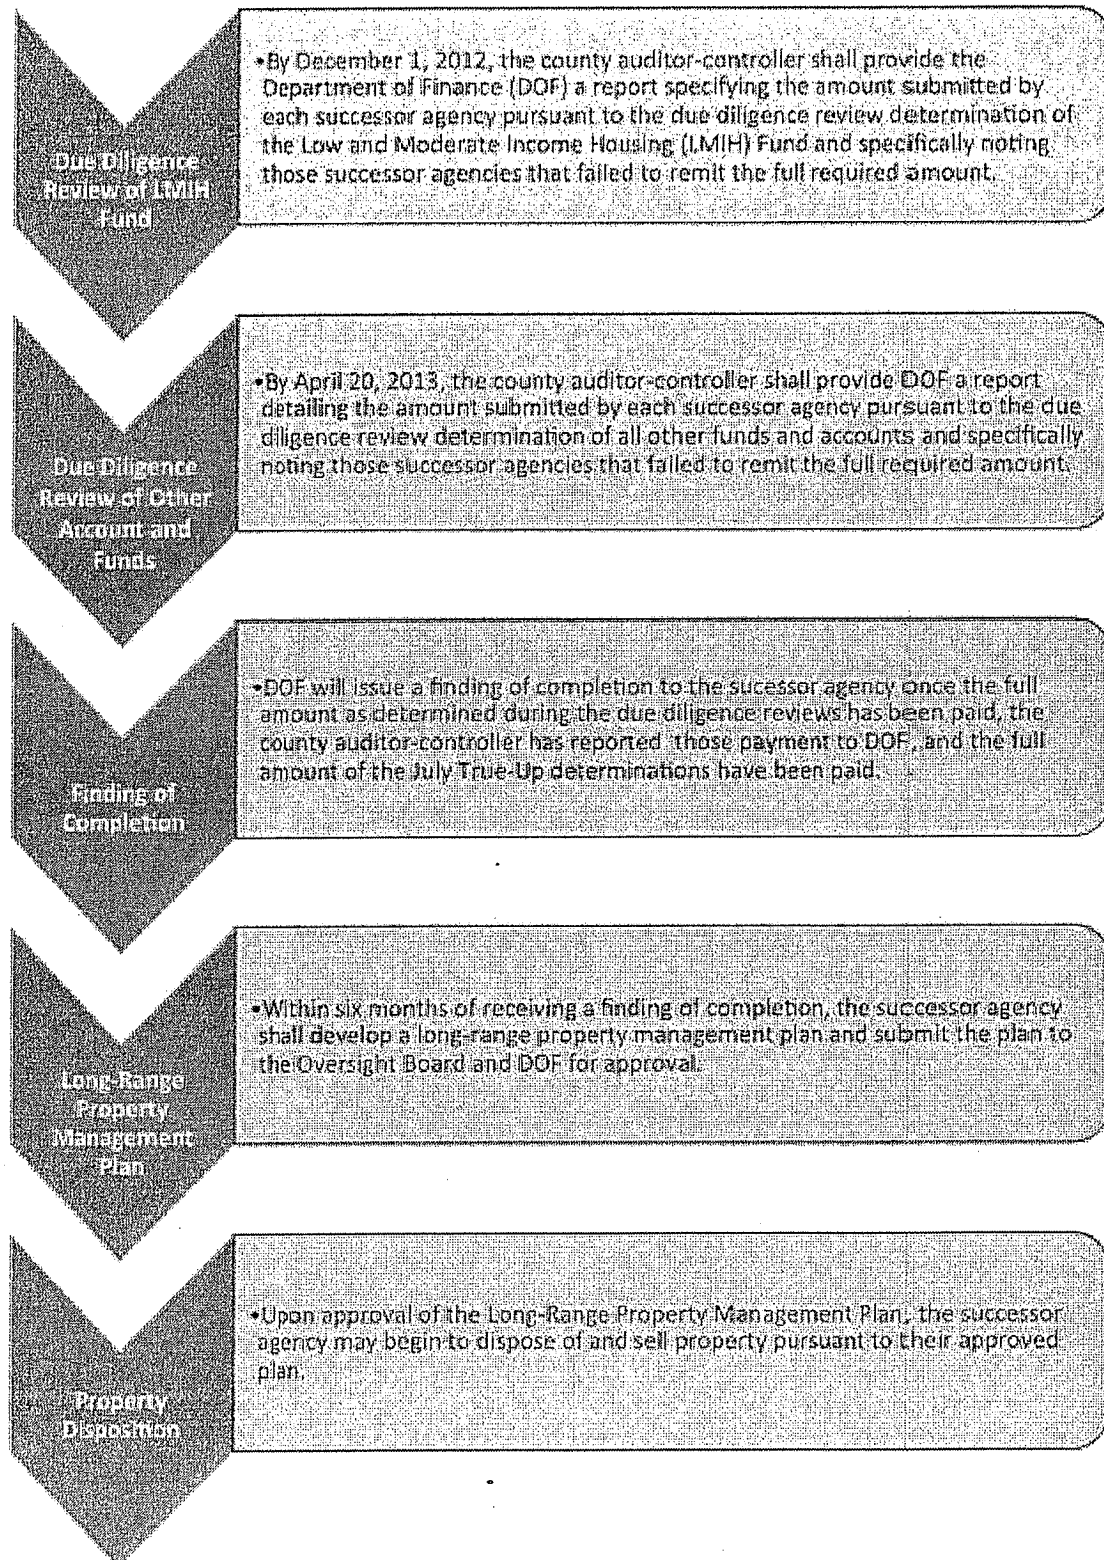 Due Diligence
Review of LMIH
Fund
•By December 1, 2012, the county auditor-controller shall provide the
Department of Finance (DOF) a report specifying the amount submitted by
each successor agency pursuant to the due diligence review determination of
the Low and Moderate Income Housing (LMIH) Fund and specifically noting
those successor agencies that failed to remit the full required amount.
Due Diligence
Review of Other
Account and
Funds
•By April 20, 2013, the county auditor-controller shall provide DOF a report
detailing the amount submitted by each successor agency pursuant to the due
diligence review determination of all other funds and accounts and specifically
noting those successor agencies that failed to remit the full required amount.
Finding of
Completion
•DOF will issue a finding of completion to the sucessor agency once the full
amount as determined during the due diligence reviews has been paid, the
county auditor-controller has reported those payment to DOF, and the full
amount of the July True-Up determinations have been paid.
Long-Range
Property
Management
Plan
•Within six months of receiving a finding of completion, the successor agency
shall develop a long-range property management plan and submit the plan to
the Oversight Board and DOF for approval.
Property
Disposition
•Upon approval of the Long-Range Property Management Plan, the successor
agency may begin to dispose of and sell property pursuant to their approved
plan.